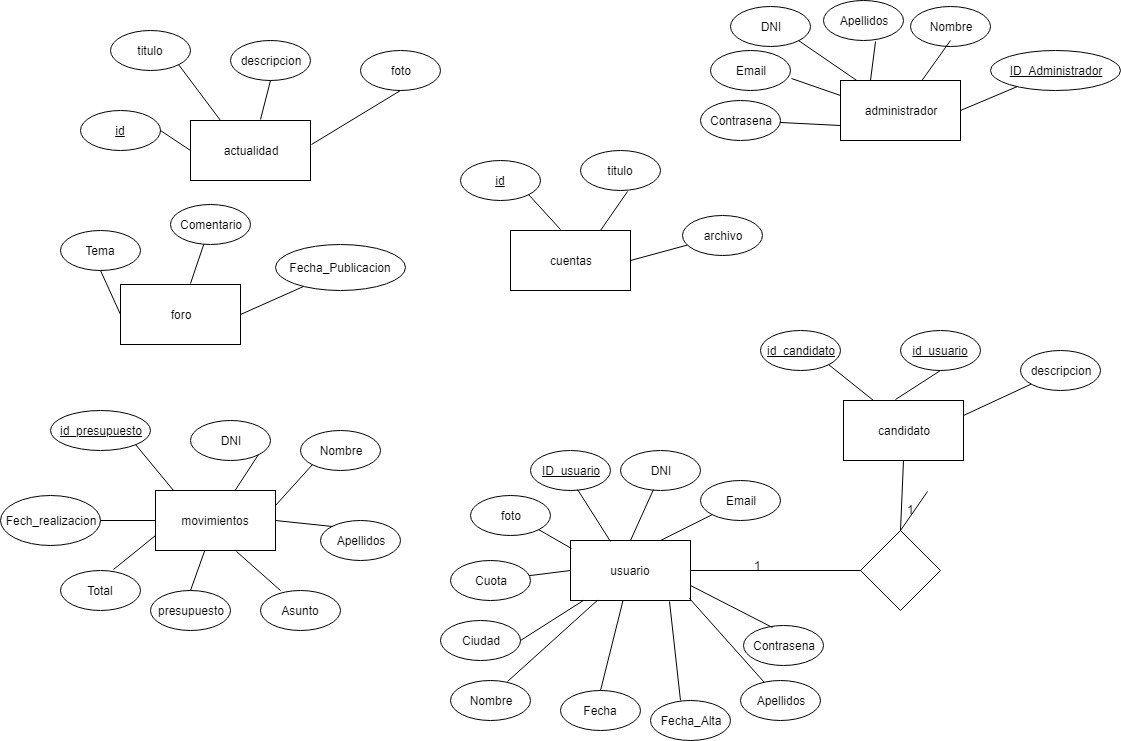 DNI
Apellidos
Nombre
Email
ID_Administrador
Contrasena
administrador
titulo
descripcion
foto
id
actualidad
id
titulo
archivo
cuentas
Tema
Comentario
Fecha_Publicacion
foro
id_candidato
id_usuario
descripcion
candidato
1
id_presupuesto
DNI
Nombre
Fech_realizacion
movimientos
Apellidos
Total
presupuesto
Asunto
ID_usuario
DNI
Email
foto
usuario
1
Cuota
Ciudad
Contrasena
Nombre
Fecha
Fecha_Alta
Apellidos